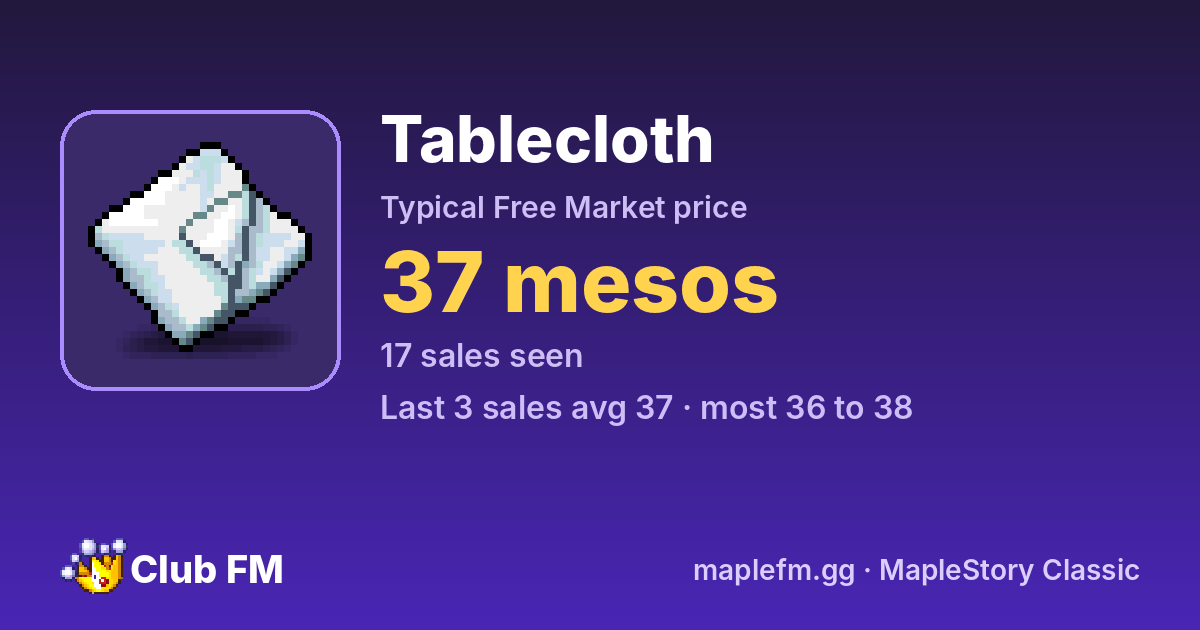 Tablecloth
Typical Free Market price
37 mesos
17 sales seen
Last 3 sales avg 37 · most 36 to 38
Club FM
maplefm.gg · MapleStory Classic